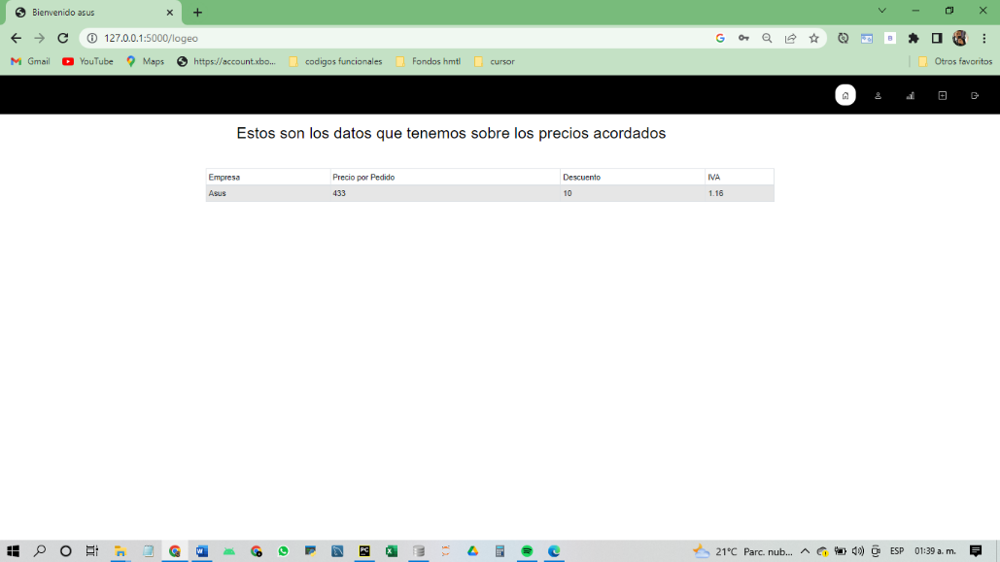 Bienvenido asus
127.0.0.1:5000/logeo
Gmail YouTube Maps https://account.xbo... codigos funcionales Fondos hmtl cursor Otros favoritos
Estos son los datos que tenemos sobre los precios acordados
Empresa Precio por Pedido Descuento IVA
Asus 433 10 1.16
21°C Parc. nub... ESP 01:39 a. m.